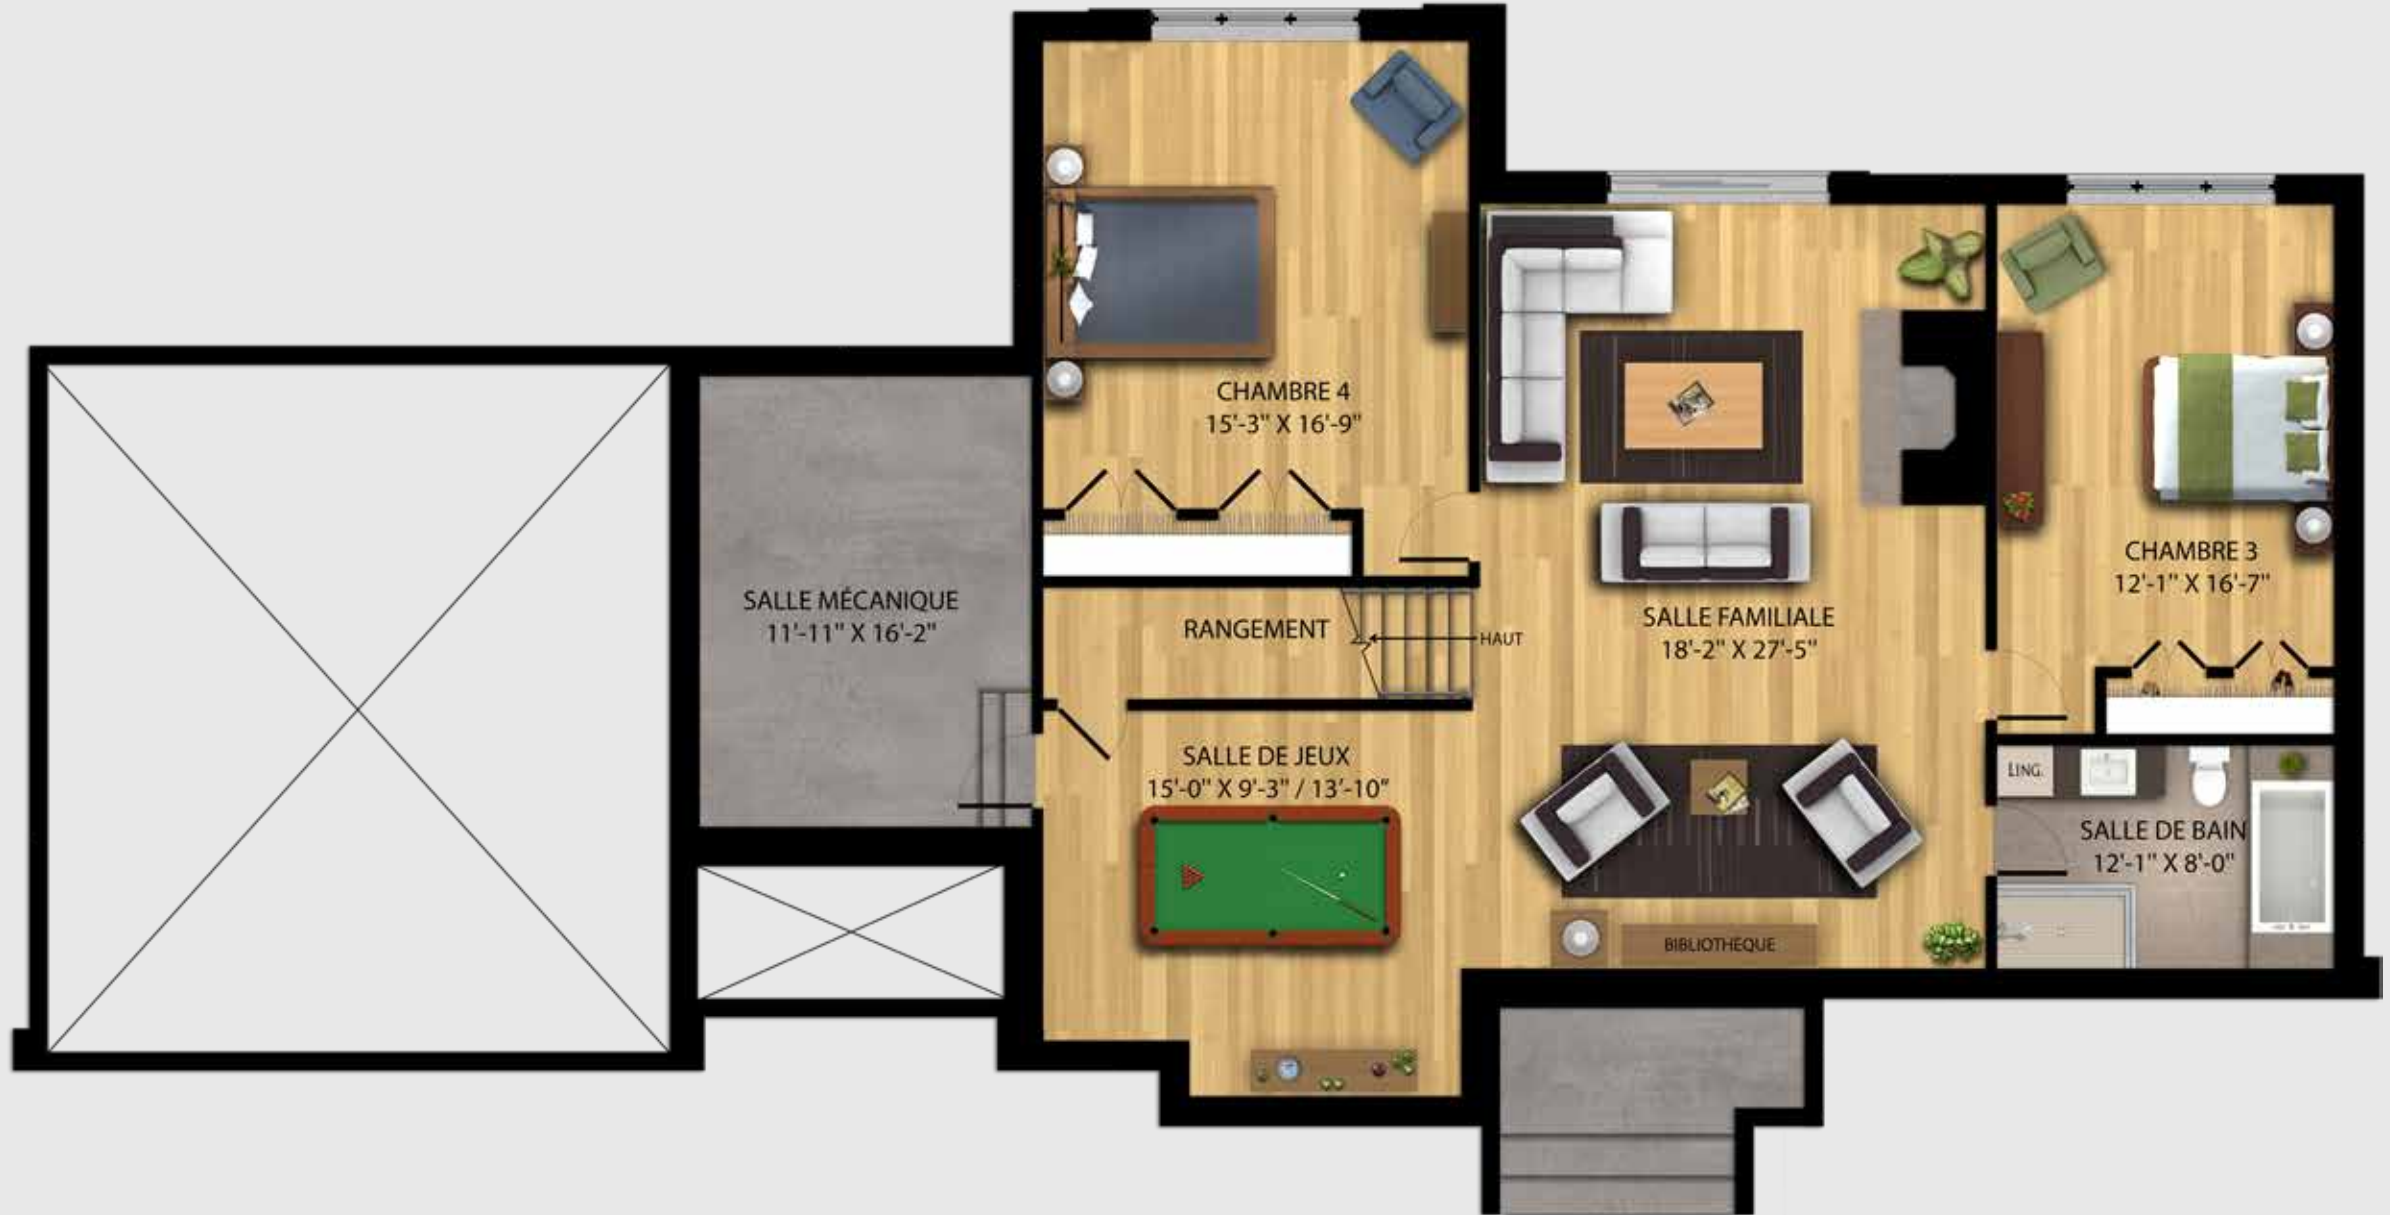 CHAMBRE 4
15'-3" X 16'-9"
CHAMBRE 3
12'-1" X 16'-7"
SALLE MÉCANIQUE
11'-11" X 16'-2"
RANGEMENT
HAUT
SALLE FAMILIALE
18'-2" X 27'-5"
SALLE DE JEUX
15'-0" X 9'-3" / 13'-10"
LING.
SALLE DE BAIN
12'-1" X 8'-0"
BIBLIOTHÈQUE